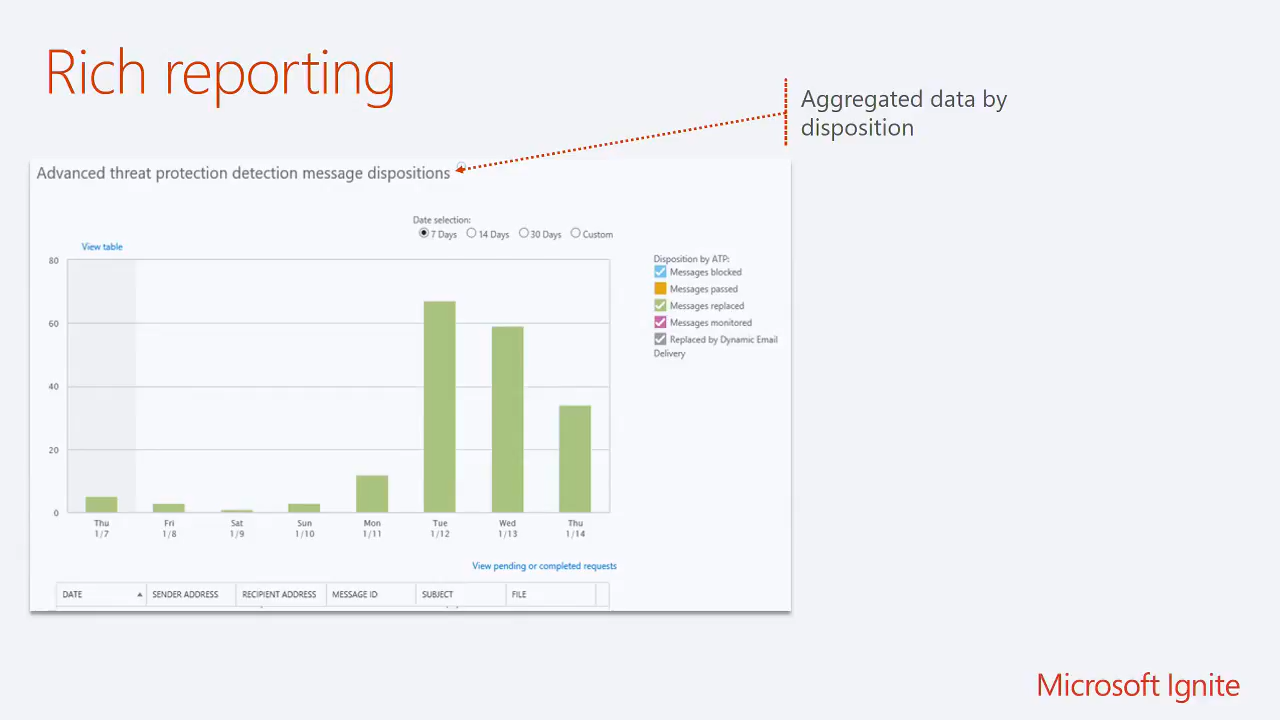 Rich reporting
Aggregated data by
disposition
Advanced threat protection detection message dispositions
Date selection:
7 Days 14 Days 30 Days Custom
View table
Disposition by ATP:
Messages blocked
Messages passed
Messages replaced
Messages monitored
Replaced by Dynamic Email
Delivery
80
60
40
20
0
Thu Fri Sat Sun Mon Tue Wed Thu
1/7 1/8 1/9 1/10 1/11 1/12 1/13 1/14
View pending or completed requests
DATE SENDER ADDRESS RECIPIENT ADDRESS MESSAGE ID SUBJECT FILE
Microsoft Ignite